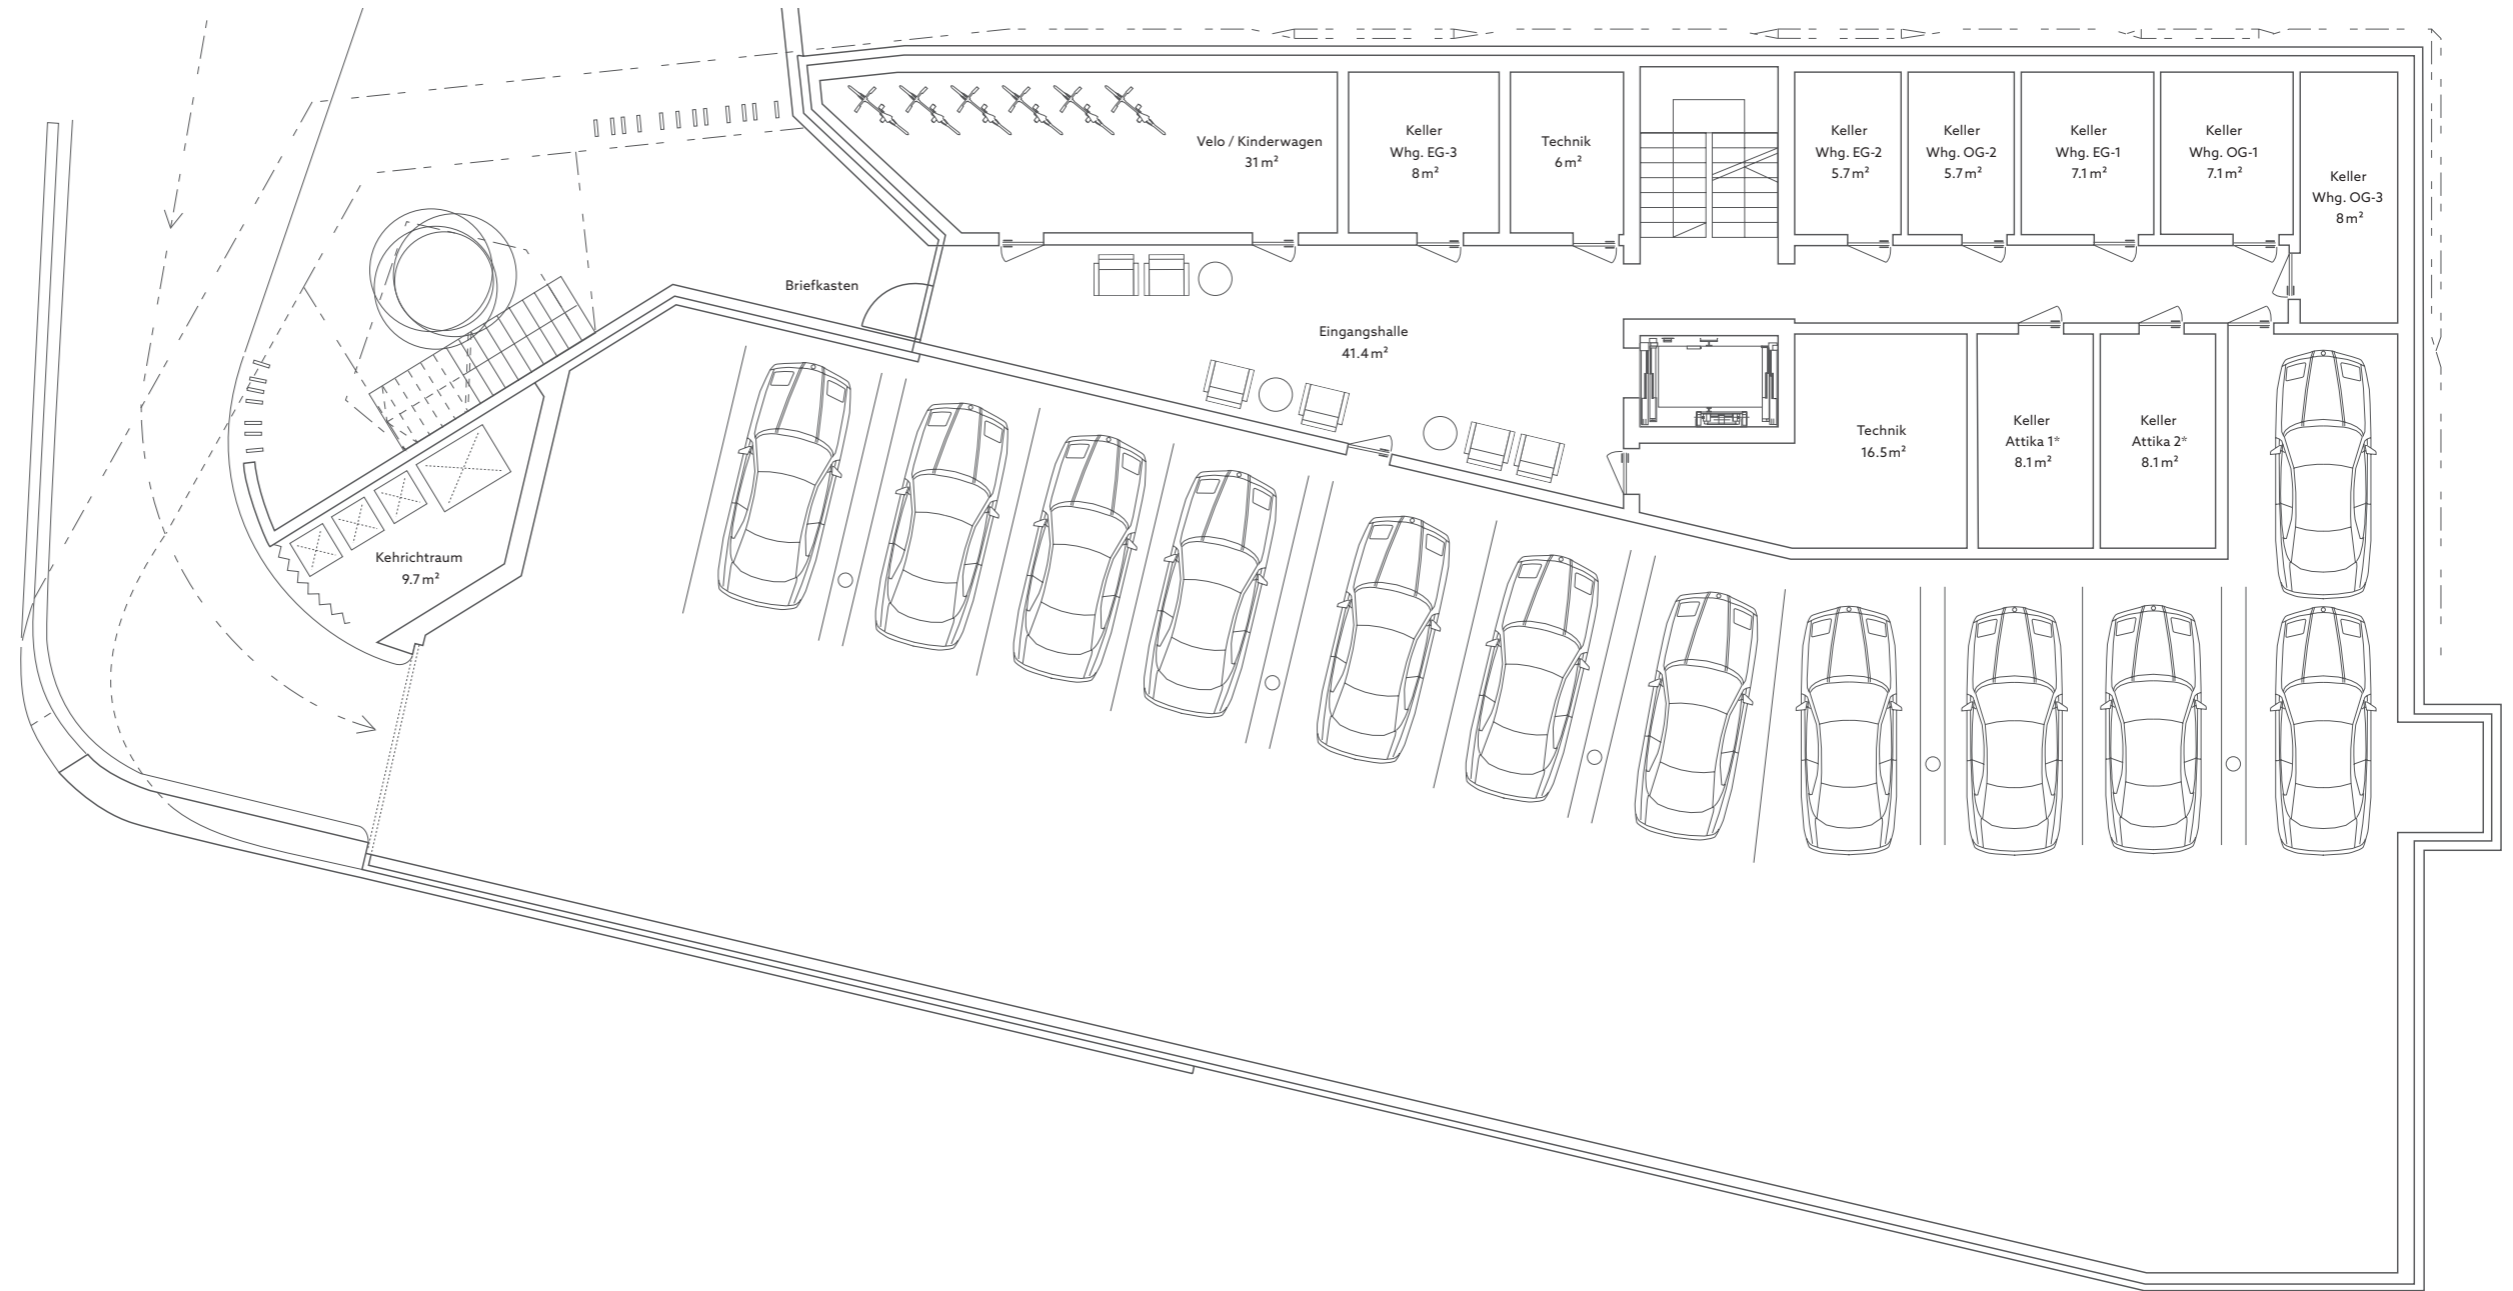 Velo / Kinderwagen
31 m²
Keller
Whg. EG-3
8 m²
Technik
6 m²
Keller
Whg. EG-2
5.7 m²
Keller
Whg. OG-2
5.7 m²
Keller
Whg. EG-1
7.1 m²
Keller
Whg. OG-1
7.1 m²
Keller
Whg. OG-3
8 m²
Briefkasten
Eingangshalle
41.4 m²
Technik
16.5 m²
Keller
Attika 1*
8.1 m²
Keller
Attika 2*
8.1 m²
Kehrichtraum
9.7 m²